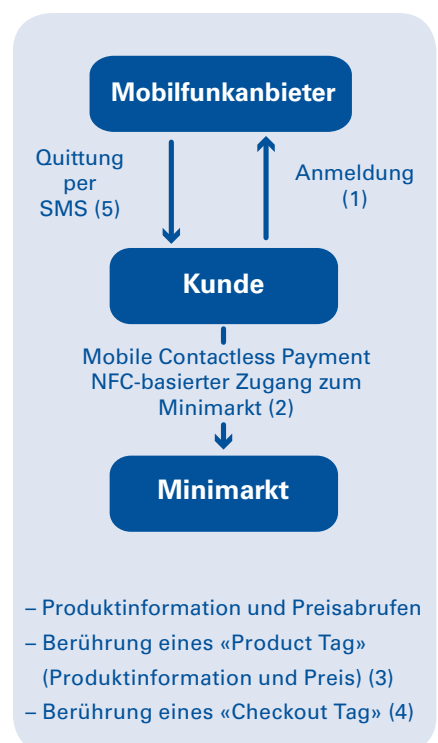 Mobilfunkanbieter
Quittung
per
SMS (5)
Anmeldung
(1)
Kunde
Mobile Contactless Payment
NFC-basierter Zugang zum
Minimarkt (2)
Minimarkt
– Produktinformation und Preisabrufen
– Berührung eines «Product Tag»
(Produktinformation und Preis) (3)
– Berührung eines «Checkout Tag» (4)